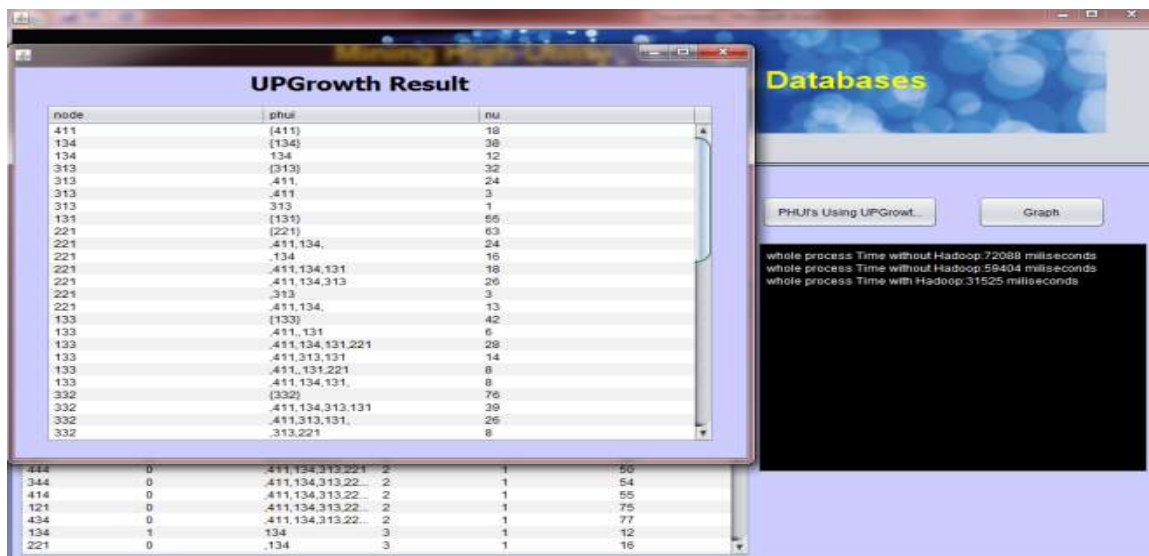 Mining High Utility
Databases
UPGrowth Result
node phui nu
411 {411} 18
134 {134} 38
134 134 12
313 {313} 32
313 ,411, 24
313 ,411 3
313 313 1
131 {131} 55
221 {221} 63
221 ,411,134, 24
221 ,134 16
221 ,411,134,131 18
221 ,411,134,313 26
221 ,313 3
221 ,411,134, 13
133 {133} 42
133 ,411,,131 6
133 ,411,134,131,221 28
133 ,411,313,131 14
133 ,411,,131,221 8
133 ,411,134,131, 8
332 {332} 76
332 ,411,134,313,131 39
332 ,411,313,131, 26
332 ,313,221 8
PHUI's Using UPGrowt... Graph
whole process Time without Hadoop:72088 miliseconds
whole process Time without Hadoop:59404 miliseconds
whole process Time with Hadoop:31525 miliseconds
444 0 ,411,134,313,221 2 1 50
344 0 ,411,134,313,22... 2 1 54
414 0 ,411,134,313,22... 2 1 55
121 0 ,411,134,313,22... 2 1 75
434 0 ,411,134,313,22... 2 1 77
134 1 134 3 1 12
221 0 ,134 3 1 16